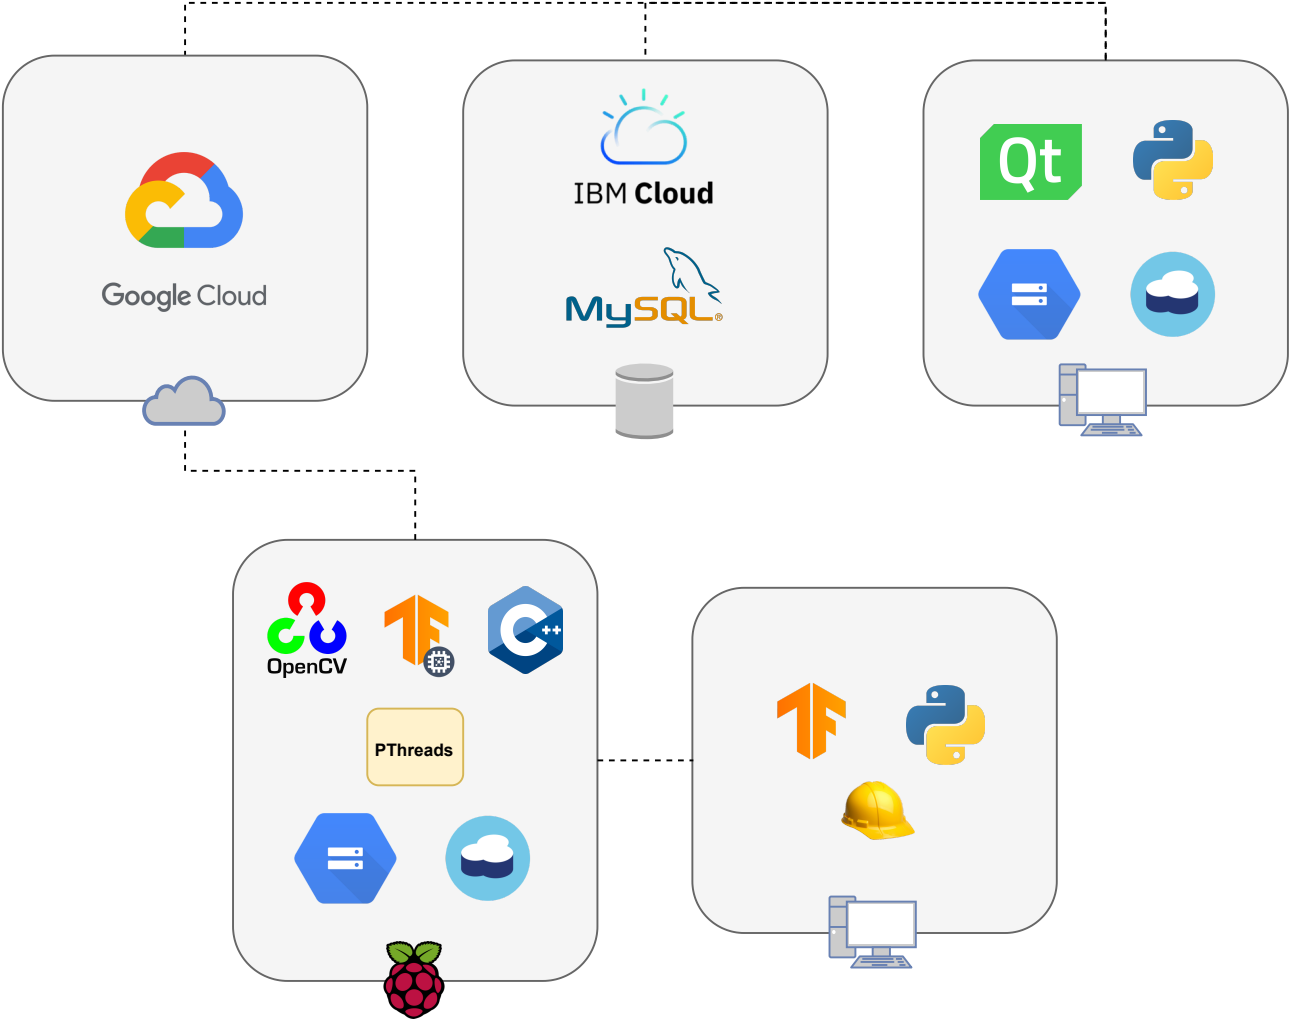 Google Cloud
IBM Cloud
MySQL®
Qt
OpenCV
C++
PThreads